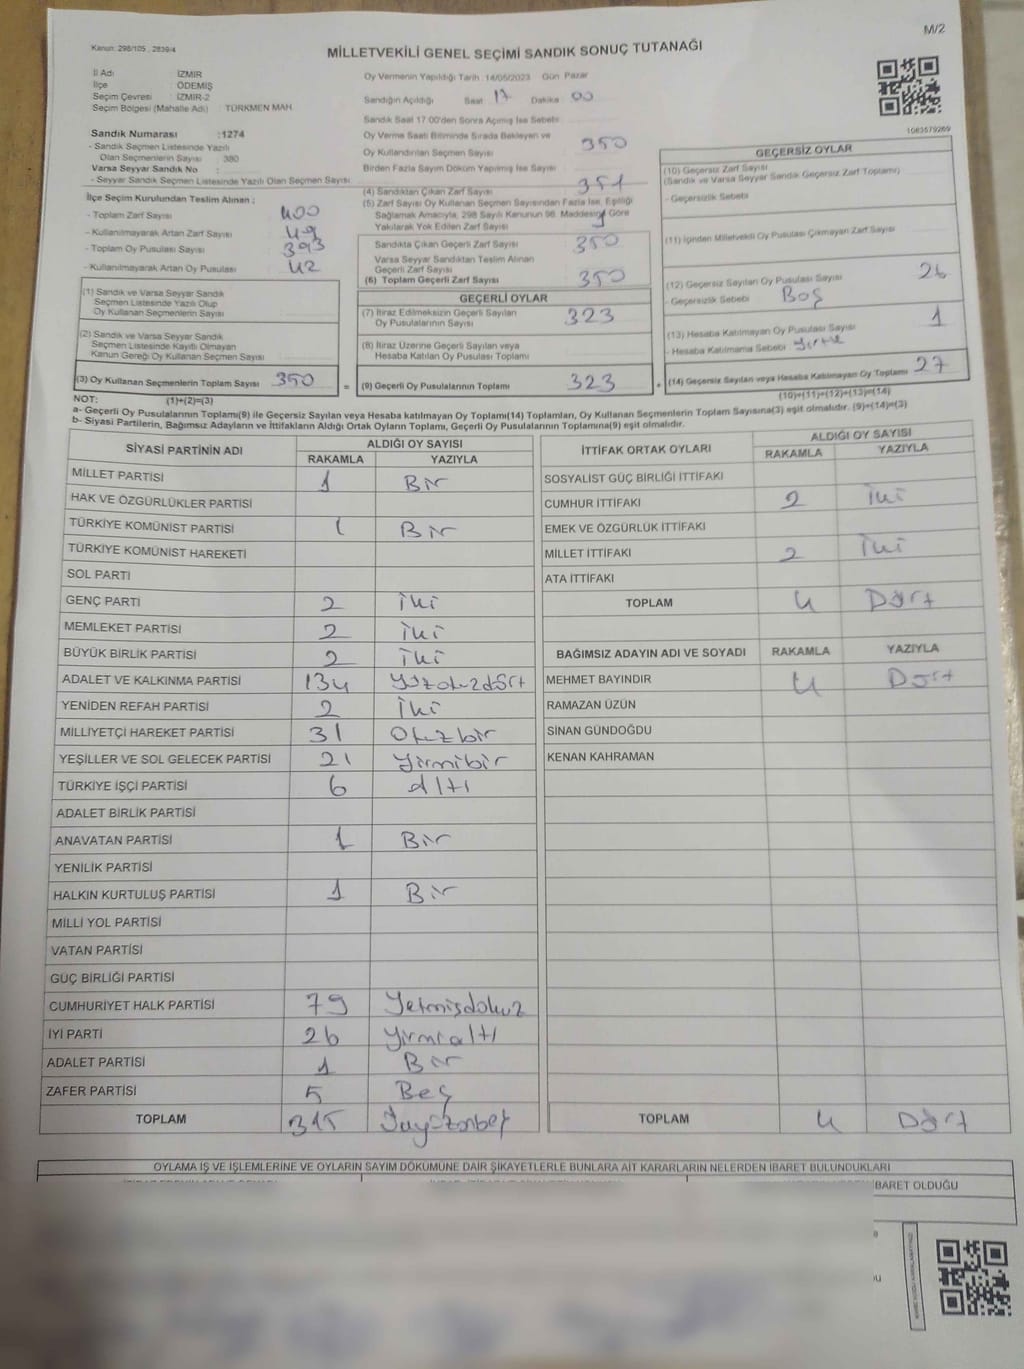 M/2
Kanun: 298/105 , 2839/4
MİLLETVEKİLİ GENEL SEÇİMİ SANDIK SONUÇ TUTANAĞI
İl Adı : İZMİR
İlçe : ÖDEMİŞ
Seçim Çevresi : İZMİR-2
Seçim Bölgesi (Mahalle Adı) : TÜRKMEN MAH.
Sandık Numarası :1274
- Sandık Seçmen Listesinde Yazılı
Olan Seçmenlerin Sayısı : 380
Varsa Seyyar Sandık No :
- Seyyar Sandık Seçmen Listesinde Yazılı Olan Seçmen Sayısı
İlçe Seçim Kurulundan Teslim Alınan ;
- Toplam Zarf Sayısı 400
- Kullanılmayarak Artan Zarf Sayısı 49
- Toplam Oy Pusulası Sayısı 393
- Kullanılmayarak Artan Oy Pusulası 42
(1) Sandık ve Varsa Seyyar Sandık
Seçmen Listesinde Yazılı Olup
Oy Kullanan Seçmenlerin Sayısı
(2) Sandık ve Varsa Seyyar Sandık
Seçmen Listesinde Kayıtlı Olmayan
Kanun Gereği Oy Kullanan Seçmen Sayısı
(3) Oy Kullanan Seçmenlerin Toplam Sayısı 350
Oy Vermenin Yapıldığı Tarih 14/05/2023 Gün Pazar
Sandığın Açıldığı Saat 17 Dakika 00
Sandık Saat 17:00'den Sonra Açılmış İse Sebebi
Oy Verme Saati Bitiminde Sırada Bekleyen ve
Oy Kullandırılan Seçmen Sayısı 350
Birden Fazla Sayım Döküm Yapılmış İse Sayısı
(4) Sandıktan Çıkan Zarf Sayısı 351
(5) Zarf Sayısı Oy Kullanan Seçmen Sayısından Fazla İse, Eşitliği
Sağlamak Amacıyla, 298 Sayılı Kanunun 98. Maddesine Göre
Yakılarak Yok Edilen Zarf Sayısı
Sandıkta Çıkan Geçerli Zarf Sayısı 350
Varsa Seyyar Sandıktan Teslim Alınan
Geçerli Zarf Sayısı
(6) Toplam Geçerli Zarf Sayısı 350
GEÇERLİ OYLAR
(7) İtiraz Edilmeksizin Geçerli Sayılan
Oy Pusulalarının Sayısı 323
(8) İtiraz Üzerine Geçerli Sayılan veya
Hesaba Katılan Oy Pusulası Toplamı
= (9) Geçerli Oy Pusulalarının Toplamı 323
1083579269
GEÇERSİZ OYLAR
(10) Geçersiz Zarf Sayısı
(Sandık ve Varsa Seyyar Sandık Geçersiz Zarf Toplamı)
- Geçersizlik Sebebi
(11) İçinden Milletvekili Oy Pusulası Çıkmayan Zarf Sayısı
(12) Geçersiz Sayılan Oy Pusulası Sayısı 26
- Geçersizlik Sebebi Boş
(13) Hesaba Katılmayan Oy Pusulası Sayısı 1
- Hesaba Katılmama Sebebi
+ (14) Geçersiz Sayılan veya Hesaba Katılmayan Oy Toplamı 27
NOT: (1)+(2)=(3)
(10)+(11)+(12)+(13)=(14)
a- Geçerli Oy Pusulalarının Toplamı(9) ile Geçersiz Sayılan veya Hesaba katılmayan Oy Toplamı(14) Toplamları, Oy Kullanan Seçmenlerin Toplam Sayısına(3) eşit olmalıdır. (9)+(14)=(3)
b- Siyasi Partilerin, Bağımsız Adayların ve İttifakların Aldığı Ortak Oyların Toplamı, Geçerli Oy Pusulalarının Toplamına(9) eşit olmalıdır.
SİYASİ PARTİNİN ADI ALDIĞI OY SAYISI
RAKAMLA YAZIYLA
MİLLET PARTİSİ 1 Bir
HAK VE ÖZGÜRLÜKLER PARTİSİ
TÜRKİYE KOMÜNİST PARTİSİ 1 Bir
TÜRKİYE KOMÜNİST HAREKETİ
SOL PARTİ
GENÇ PARTİ 2 İki
MEMLEKET PARTİSİ 2 İki
BÜYÜK BİRLİK PARTİSİ 2 İki
ADALET VE KALKINMA PARTİSİ 134 Yüzotuzdört
YENİDEN REFAH PARTİSİ 2 İki
MİLLİYETÇİ HAREKET PARTİSİ 31 Otuzbir
YEŞİLLER VE SOL GELECEK PARTİSİ 21 Yirmibir
TÜRKİYE İŞÇİ PARTİSİ 6 Altı
ADALET BİRLİK PARTİSİ
ANAVATAN PARTİSİ 1 Bir
YENİLİK PARTİSİ
HALKIN KURTULUŞ PARTİSİ 1 Bir
MİLLİ YOL PARTİSİ
VATAN PARTİSİ
GÜÇ BİRLİĞİ PARTİSİ
CUMHURİYET HALK PARTİSİ 79 Yetmişdokuz
İYİ PARTİ 26 Yirmialtı
ADALET PARTİSİ 1 Bir
ZAFER PARTİSİ 5 Beş
TOPLAM 315 Üçyüzonbeş
İTTİFAK ORTAK OYLARI ALDIĞI OY SAYISI
RAKAMLA YAZIYLA
SOSYALİST GÜÇ BİRLİĞİ İTTİFAKI
CUMHUR İTTİFAKI 2 İki
EMEK VE ÖZGÜRLÜK İTTİFAKI
MİLLET İTTİFAKI 2 İki
ATA İTTİFAKI
TOPLAM 4 Dört
BAĞIMSIZ ADAYIN ADI VE SOYADI RAKAMLA YAZIYLA
MEHMET BAYINDIR 4 Dört
RAMAZAN ÜZÜN
SİNAN GÜNDOĞDU
KENAN KAHRAMAN
TOPLAM 4 Dört
OYLAMA İŞ VE İŞLEMLERİNE VE OYLARIN SAYIM DÖKÜMÜNE DAİR ŞİKAYETLERLE BUNLARA AİT KARARLARIN NELERDEN İBARET BULUNDUKLARI
İBARET OLDUĞU